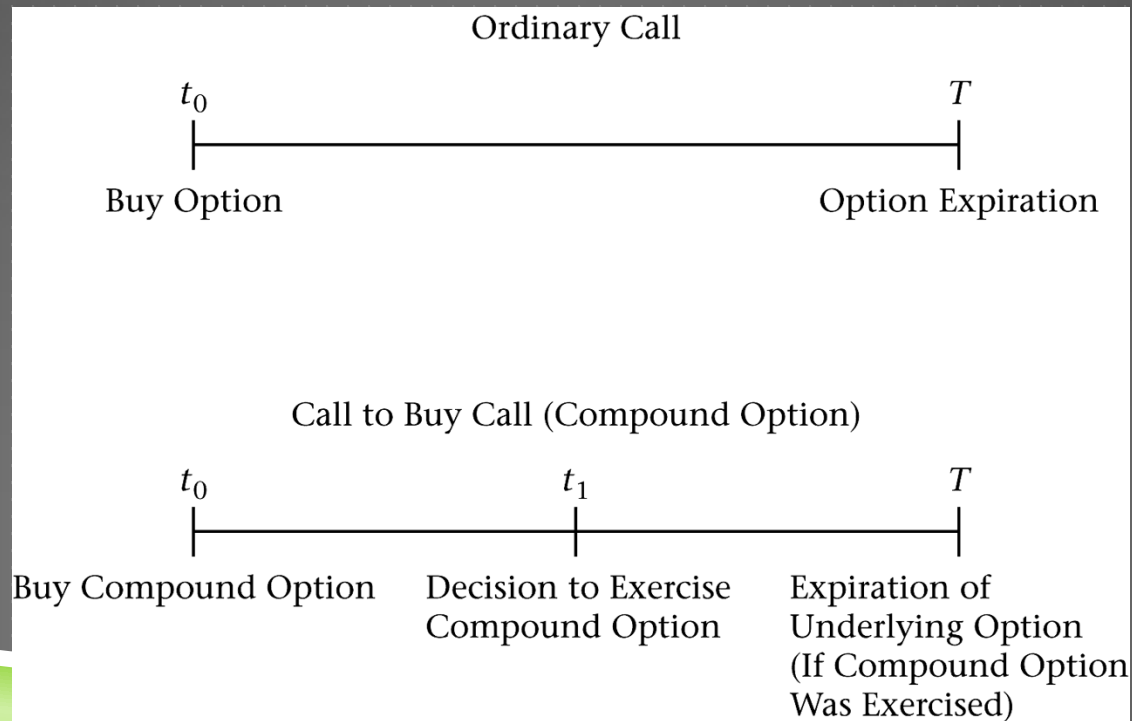 Ordinary Call
t₀ T
Buy Option Option Expiration
Call to Buy Call (Compound Option)
t₀ t₁ T
Buy Compound Option Decision to Exercise Expiration of
Compound Option Underlying Option
(If Compound Option
Was Exercised)